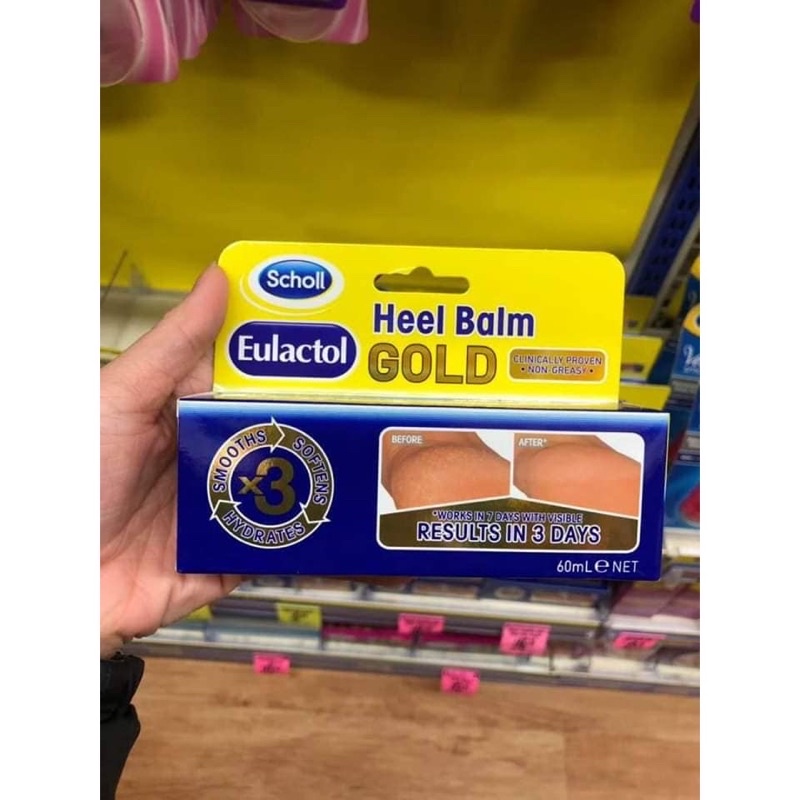 Scholl
Eulactol
Heel Balm
GOLD
CLINICALLY PROVEN
• NON-GREASY •
SMOOTHS
SOFTENS
HYDRATES
x3
BEFORE
AFTER*
*WORKS IN 7 DAYS WITH VISIBLE
RESULTS IN 3 DAYS
60mL e NET